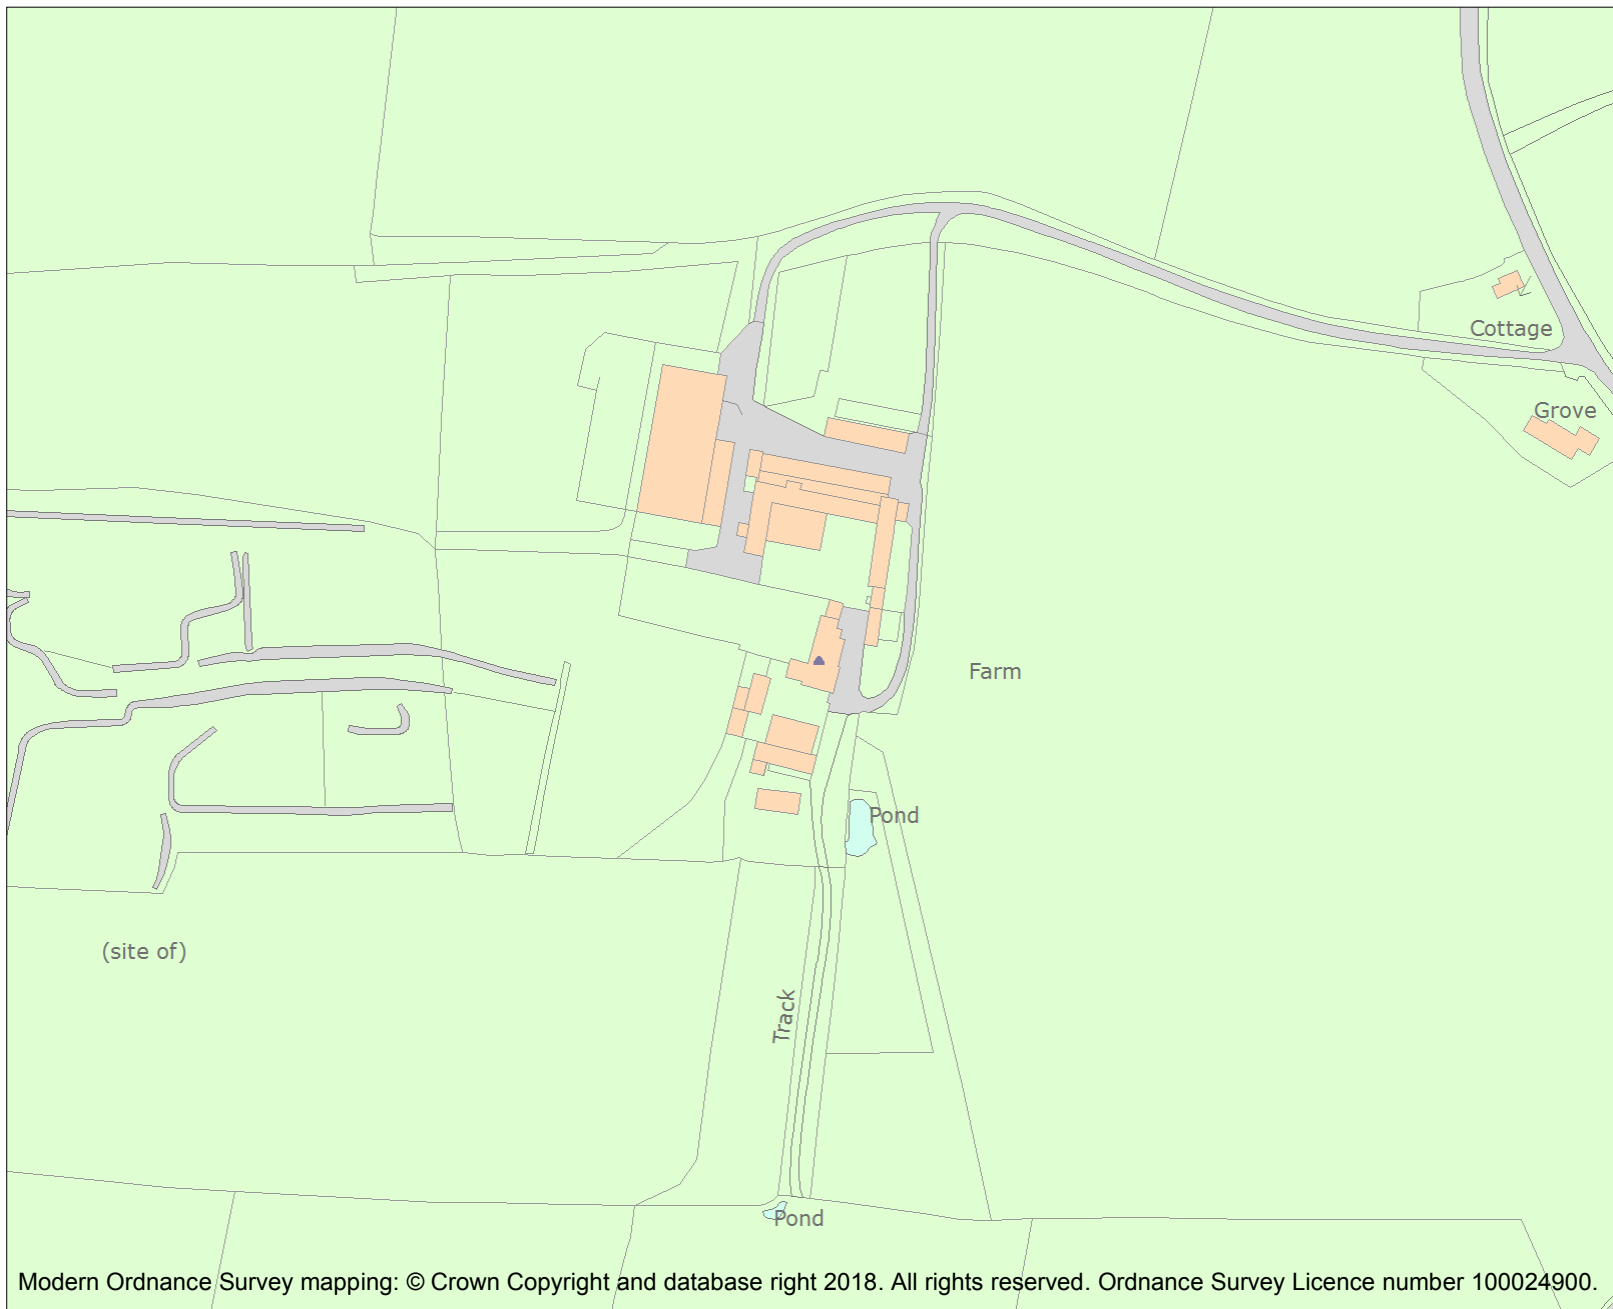 Cottage
Grove
Farm
Pond
(site of)
Track
Pond
Modern Ordnance Survey mapping: © Crown Copyright and database right 2018. All rights reserved. Ordnance Survey Licence number 100024900.